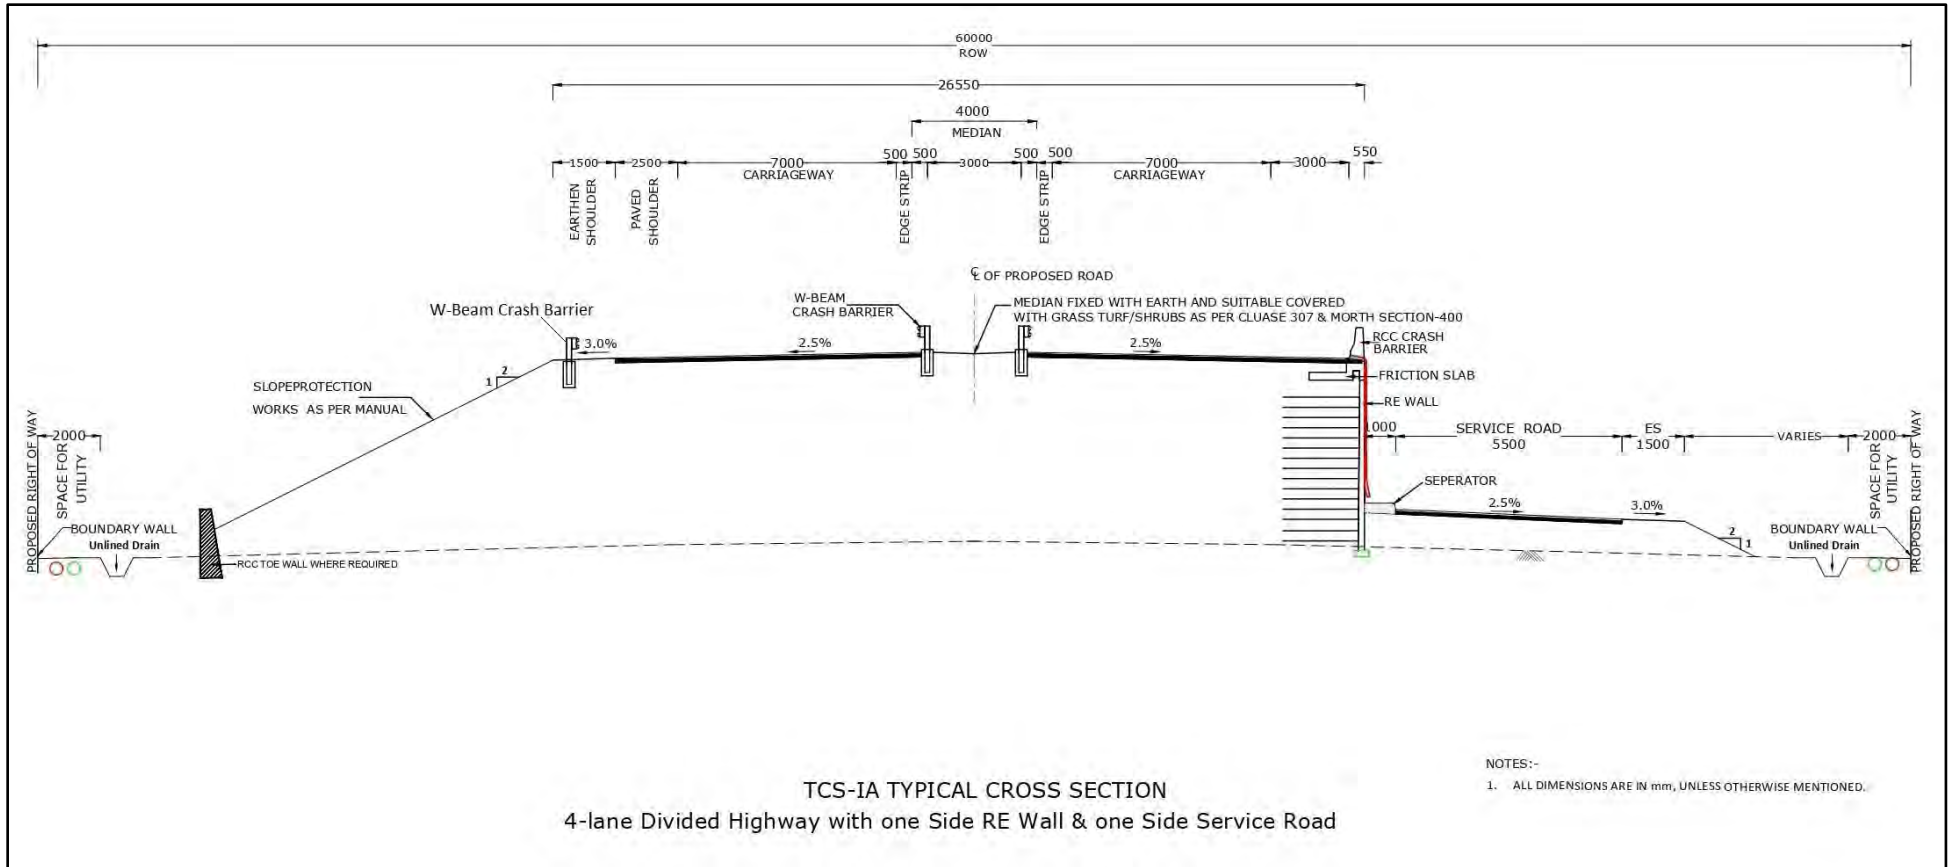 60000
ROW
26550
4000
MEDIAN
1500
2500
7000
500
500
3000
500
500
7000
3000
550
CARRIAGEWAY
CARRIAGEWAY
EARTHEN
SHOULDER
PAVED
SHOULDER
EDGE STRIP
EDGE STRIP
℄ OF PROPOSED ROAD
W-Beam Crash Barrier
W-BEAM
CRASH BARRIER
MEDIAN FIXED WITH EARTH AND SUITABLE COVERED
WITH GRASS TURF/SHRUBS AS PER CLUASE 307 & MORTH SECTION-400
3.0%
2.5%
2.5%
RCC CRASH
BARRIER
FRICTION SLAB
RE WALL
2
1
SLOPEPROTECTION
WORKS AS PER MANUAL
PROPOSED RIGHT OF WAY
2000
SPACE FOR
UTILITY
BOUNDARY WALL
Unlined Drain
RCC TOE WALL WHERE REQUIRED
1000
SERVICE ROAD
5500
ES
1500
VARIES
2000
SPACE FOR
UTILITY
PROPOSED RIGHT OF WAY
SEPERATOR
2.5%
3.0%
2
1
BOUNDARY WALL
Unlined Drain
TCS-IA TYPICAL CROSS SECTION
4-lane Divided Highway with one Side RE Wall & one Side Service Road
NOTES:-
1. ALL DIMENSIONS ARE IN mm, UNLESS OTHERWISE MENTIONED.